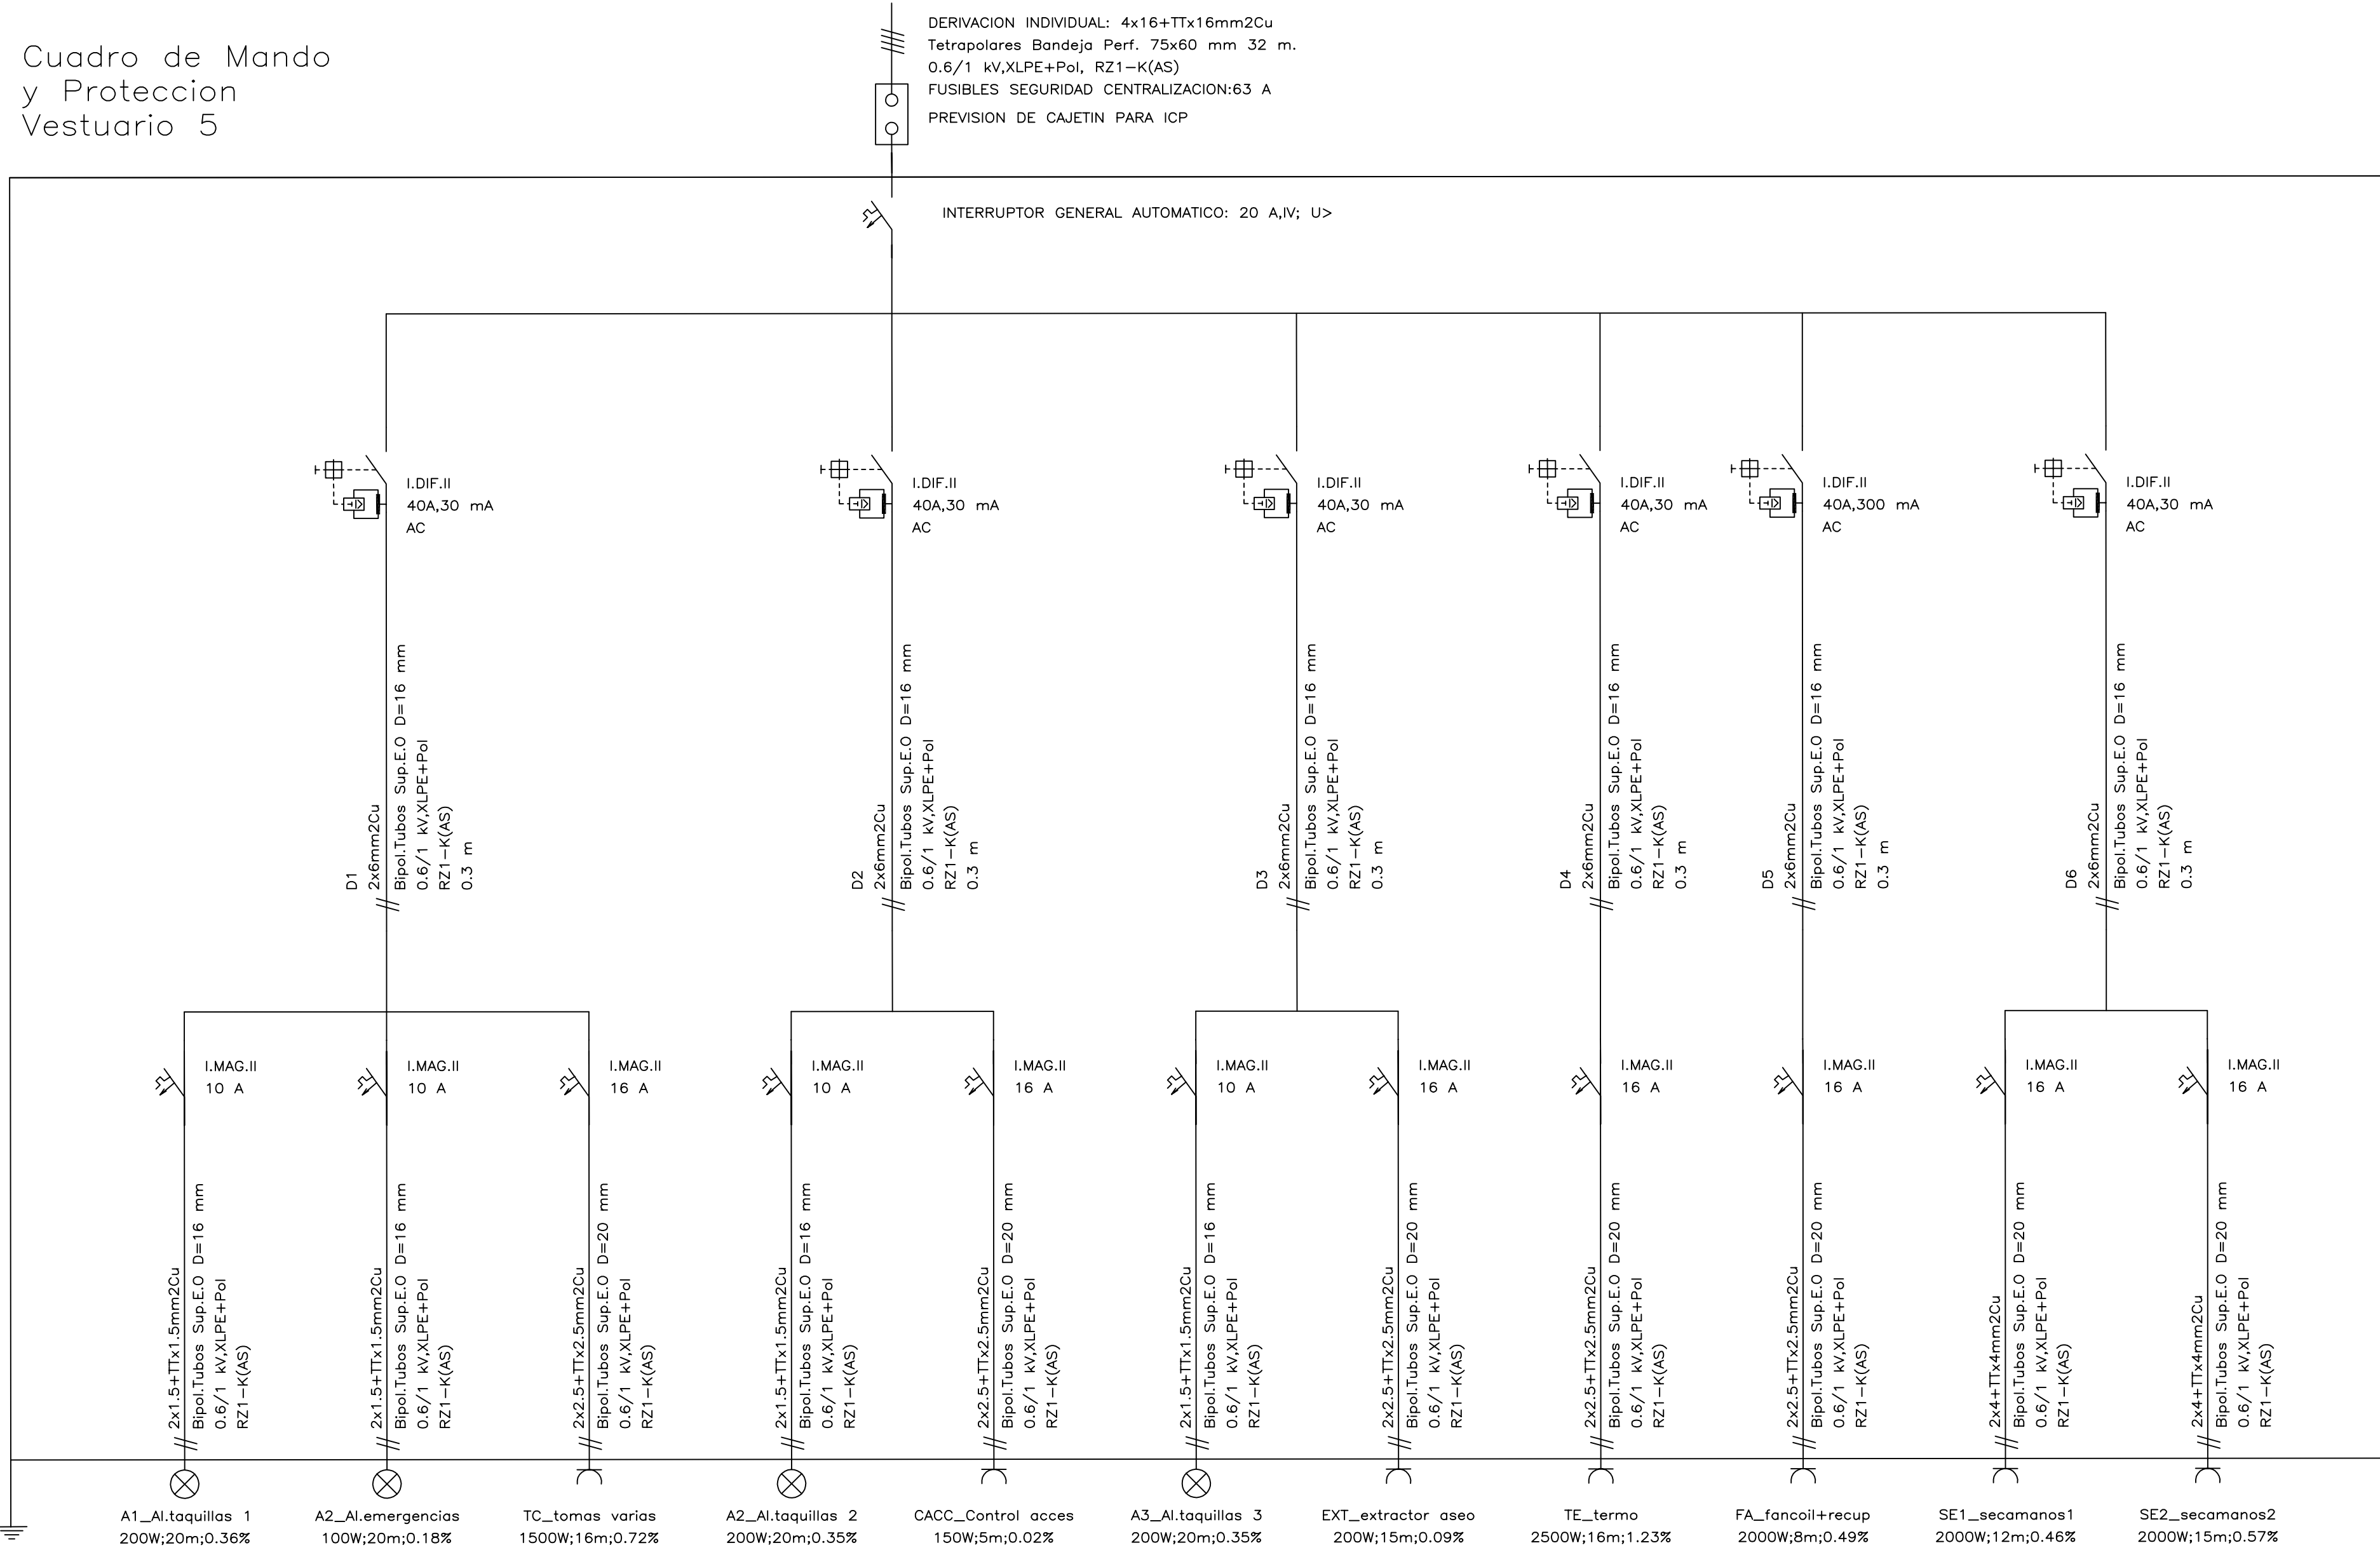 Cuadro de Mando
y Proteccion
Vestuario 5
DERIVACION INDIVIDUAL: 4x16+TTx16mm2Cu
Tetrapolares Bandeja Perf. 75x60 mm 32 m.
0.6/1 kV,XLPE+Pol, RZ1-K(AS)
FUSIBLES SEGURIDAD CENTRALIZACION:63 A
PREVISION DE CAJETIN PARA ICP
INTERRUPTOR GENERAL AUTOMATICO: 20 A,IV; U>
I.DIF.II
40A,30 mA
AC
I.DIF.II
40A,30 mA
AC
I.DIF.II
40A,30 mA
AC
I.DIF.II
40A,30 mA
AC
I.DIF.II
40A,300 mA
AC
I.DIF.II
40A,30 mA
AC
D1
2x6mm2Cu
Bipol.Tubos Sup.E.O D=16 mm
0.6/1 kV,XLPE+Pol
RZ1-K(AS)
0.3 m
D2
2x6mm2Cu
Bipol.Tubos Sup.E.O D=16 mm
0.6/1 kV,XLPE+Pol
RZ1-K(AS)
0.3 m
D3
2x6mm2Cu
Bipol.Tubos Sup.E.O D=16 mm
0.6/1 kV,XLPE+Pol
RZ1-K(AS)
0.3 m
D4
2x6mm2Cu
Bipol.Tubos Sup.E.O D=16 mm
0.6/1 kV,XLPE+Pol
RZ1-K(AS)
0.3 m
D5
2x6mm2Cu
Bipol.Tubos Sup.E.O D=16 mm
0.6/1 kV,XLPE+Pol
RZ1-K(AS)
0.3 m
D6
2x6mm2Cu
Bipol.Tubos Sup.E.O D=16 mm
0.6/1 kV,XLPE+Pol
RZ1-K(AS)
0.3 m
I.MAG.II
10 A
I.MAG.II
10 A
I.MAG.II
16 A
I.MAG.II
10 A
I.MAG.II
16 A
I.MAG.II
10 A
I.MAG.II
16 A
I.MAG.II
16 A
I.MAG.II
16 A
I.MAG.II
16 A
I.MAG.II
16 A
2x1.5+TTx1.5mm2Cu
Bipol.Tubos Sup.E.O D=16 mm
0.6/1 kV,XLPE+Pol
RZ1-K(AS)
2x1.5+TTx1.5mm2Cu
Bipol.Tubos Sup.E.O D=16 mm
0.6/1 kV,XLPE+Pol
RZ1-K(AS)
2x2.5+TTx2.5mm2Cu
Bipol.Tubos Sup.E.O D=20 mm
0.6/1 kV,XLPE+Pol
RZ1-K(AS)
2x1.5+TTx1.5mm2Cu
Bipol.Tubos Sup.E.O D=16 mm
0.6/1 kV,XLPE+Pol
RZ1-K(AS)
2x2.5+TTx2.5mm2Cu
Bipol.Tubos Sup.E.O D=20 mm
0.6/1 kV,XLPE+Pol
RZ1-K(AS)
2x1.5+TTx1.5mm2Cu
Bipol.Tubos Sup.E.O D=16 mm
0.6/1 kV,XLPE+Pol
RZ1-K(AS)
2x2.5+TTx2.5mm2Cu
Bipol.Tubos Sup.E.O D=20 mm
0.6/1 kV,XLPE+Pol
RZ1-K(AS)
2x2.5+TTx2.5mm2Cu
Bipol.Tubos Sup.E.O D=20 mm
0.6/1 kV,XLPE+Pol
RZ1-K(AS)
2x2.5+TTx2.5mm2Cu
Bipol.Tubos Sup.E.O D=20 mm
0.6/1 kV,XLPE+Pol
RZ1-K(AS)
2x4+TTx4mm2Cu
Bipol.Tubos Sup.E.O D=20 mm
0.6/1 kV,XLPE+Pol
RZ1-K(AS)
2x4+TTx4mm2Cu
Bipol.Tubos Sup.E.O D=20 mm
0.6/1 kV,XLPE+Pol
RZ1-K(AS)
A1_Al.taquillas 1
200W;20m;0.36%
A2_Al.emergencias
100W;20m;0.18%
TC_tomas varias
1500W;16m;0.72%
A2_Al.taquillas 2
200W;20m;0.35%
CACC_Control acces
150W;5m;0.02%
A3_Al.taquillas 3
200W;20m;0.35%
EXT_extractor aseo
200W;15m;0.09%
TE_termo
2500W;16m;1.23%
FA_fancoil+recup
2000W;8m;0.49%
SE1_secamanos1
2000W;12m;0.46%
SE2_secamanos2
2000W;15m;0.57%